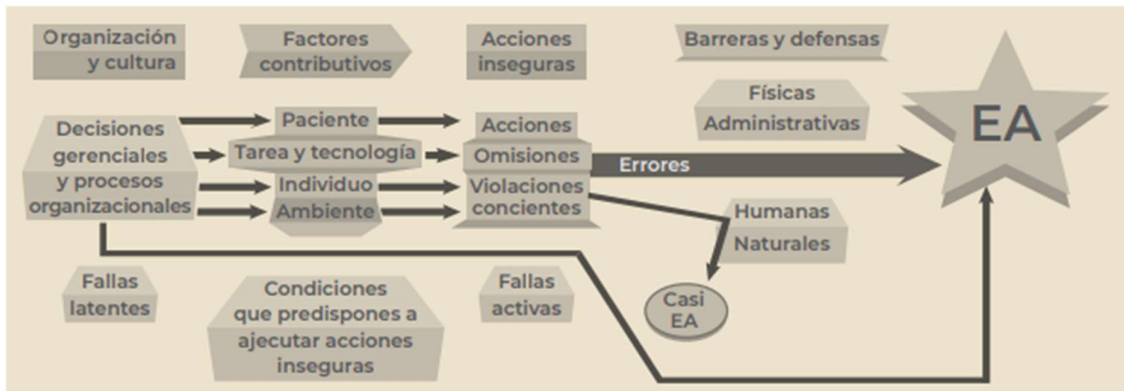 Organización
y cultura
Factores
contributivos
Acciones
inseguras
Barreras y defensas
Físicas
Administrativas
EA
Decisiones
gerenciales
y procesos
organizacionales
Paciente
Tarea y tecnología
Individuo
Ambiente
Acciones
Omisiones
Violaciones
concientes
Errores
Humanas
Naturales
Casi
EA
Fallas
latentes
Condiciones
que predispones a
ajecutar acciones
inseguras
Fallas
activas